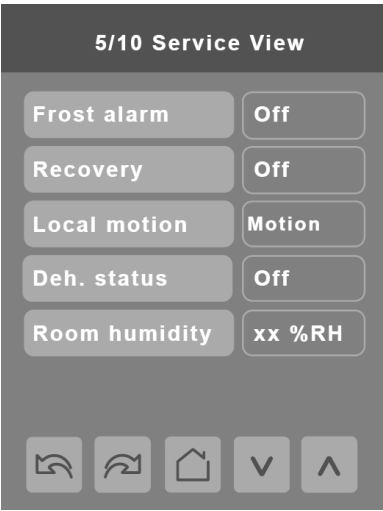 5/10 Service View
Frost alarm Off
Recovery Off
Local motion Motion
Deh. status Off
Room humidity xx %RH